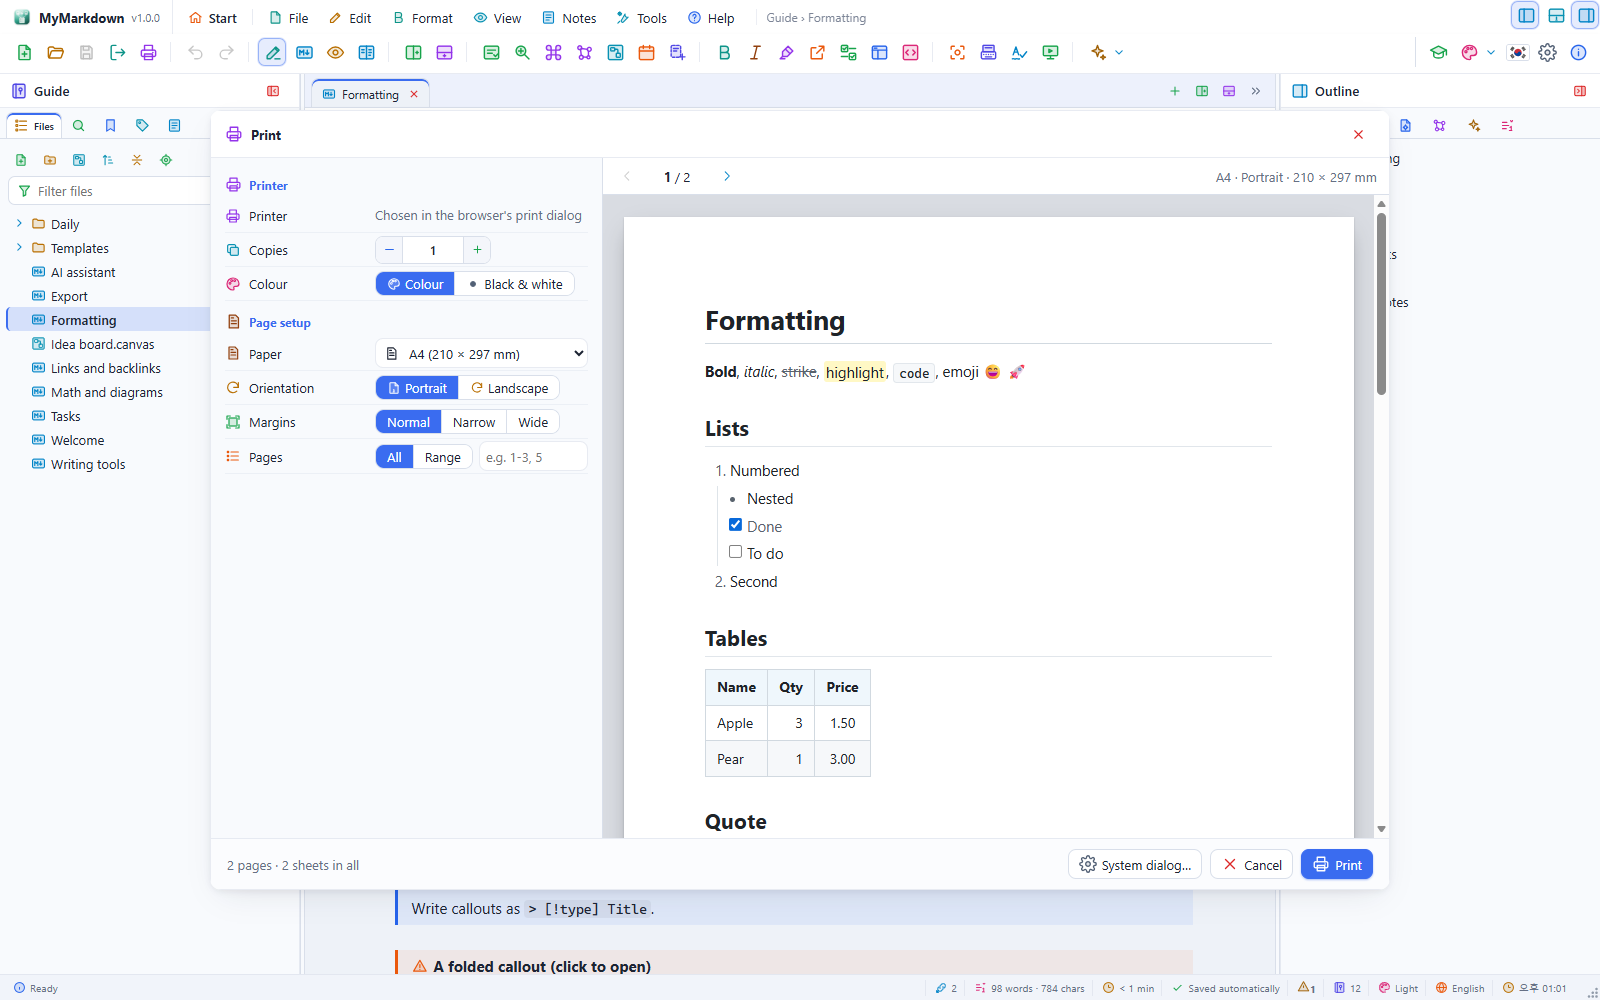 MyMarkdown v1.0.0 Start File Edit Format View Notes Tools Help Guide › Formatting
Guide Formatting Outline
Files
Print
Filter files
Daily
Templates
AI assistant
Export
Formatting
Idea board.canvas
Links and backlinks
Math and diagrams
Tasks
Welcome
Writing tools
Printer
Printer Chosen in the browser's print dialog
Copies 1
Colour Colour Black & white
Page setup
Paper A4 (210 × 297 mm)
Orientation Portrait Landscape
Margins Normal Narrow Wide
Pages All Range e.g. 1-3, 5
1 / 2 A4 · Portrait · 210 × 297 mm
Formatting
Bold, italic, strike, highlight, code, emoji 😄 🚀
Lists
1. Numbered
• Nested
Done
To do
2. Second
Tables
Name Qty Price
Apple 3 1.50
Pear 1 3.00
Quote
2 pages · 2 sheets in all System dialog... Cancel Print
Write callouts as > [!type] Title.
A folded callout (click to open)
Ready 2 98 words · 784 chars < 1 min Saved automatically 1 12 Light English 오후 01:01